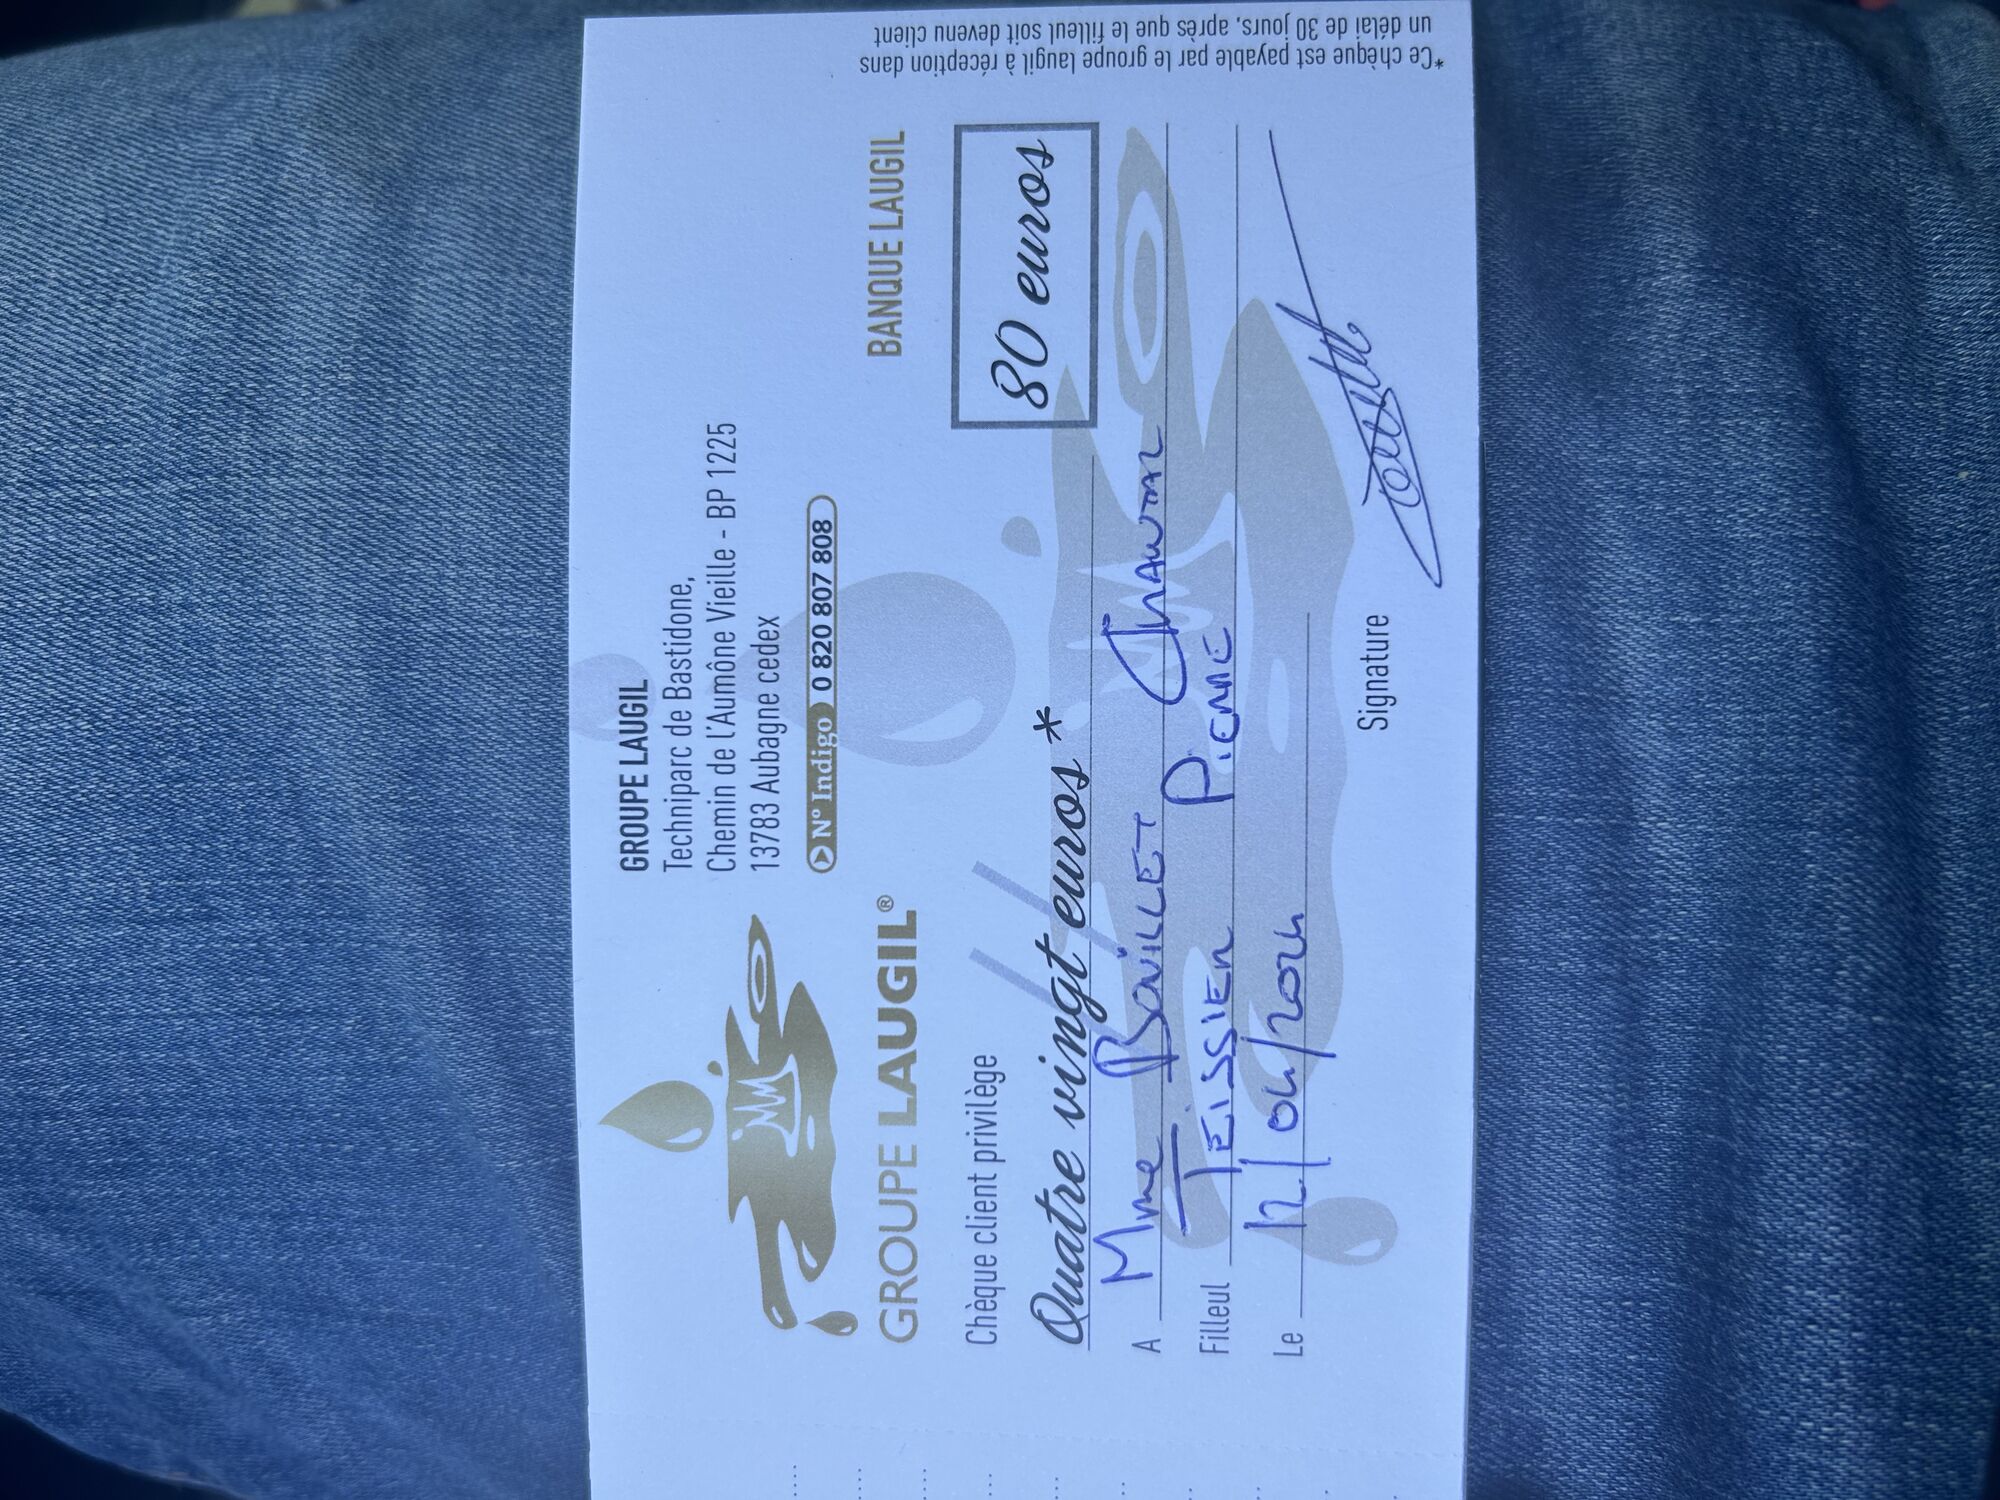 GROUPE LAUGIL
Techniparc de Bastidone,
Chemin de l'Aumône Vieille - BP 1225
13783 Aubagne cedex
N° Indigo 0 820 807 808
GROUPE LAUGIL®
BANQUE LAUGIL
Chèque client privilège
80 euros
Quatre vingt euros *
A Mme BOUILLET CHANTAL
Filleul TEISSIER PIERRE
Le 12/04/2024
Signature
*Ce chèque est payable par le groupe laugil à réception dans
un délai de 30 jours, après que le filleul soit devenu client